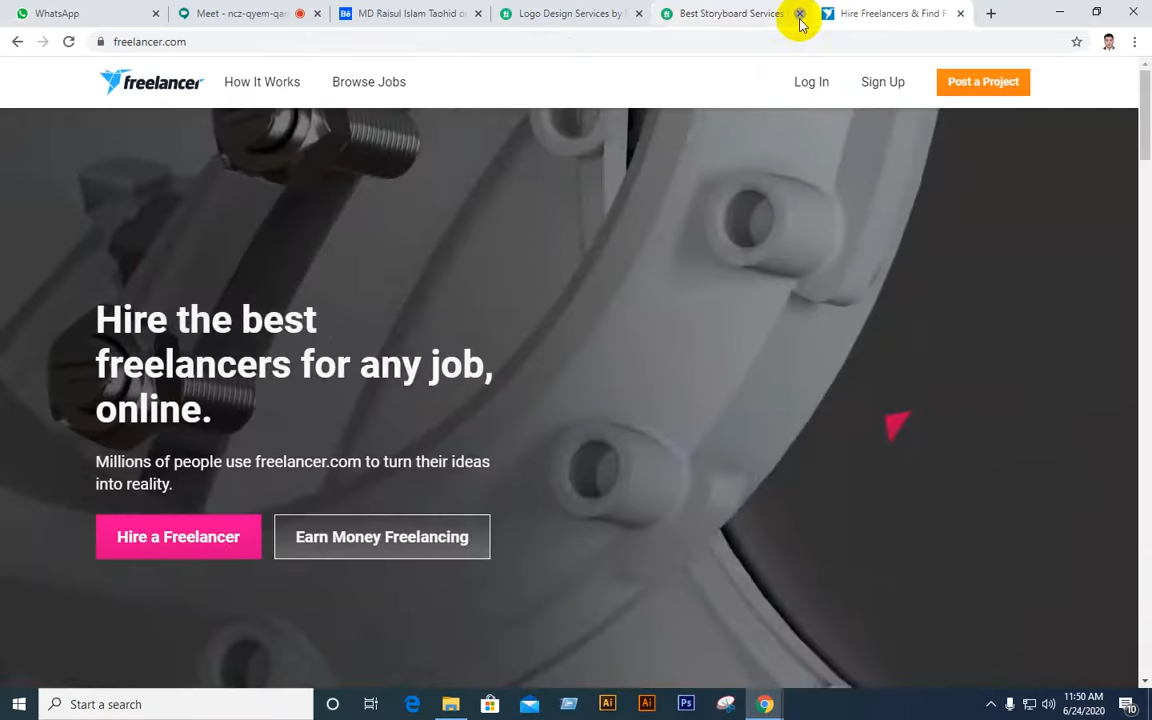 WhatsApp
Meet - ncz-qyem-qan
MD Raisul Islam Taohid
Logo Design Services by
Best Storyboard Services
Hire Freelancers & Find F
freelancer.com
freelancer
How It Works
Browse Jobs
Log In
Sign Up
Post a Project
Hire the best
freelancers for any job,
online.
Millions of people use freelancer.com to turn their ideas
into reality.
Hire a Freelancer
Earn Money Freelancing
Start a search
11:50 AM
6/24/2020
10